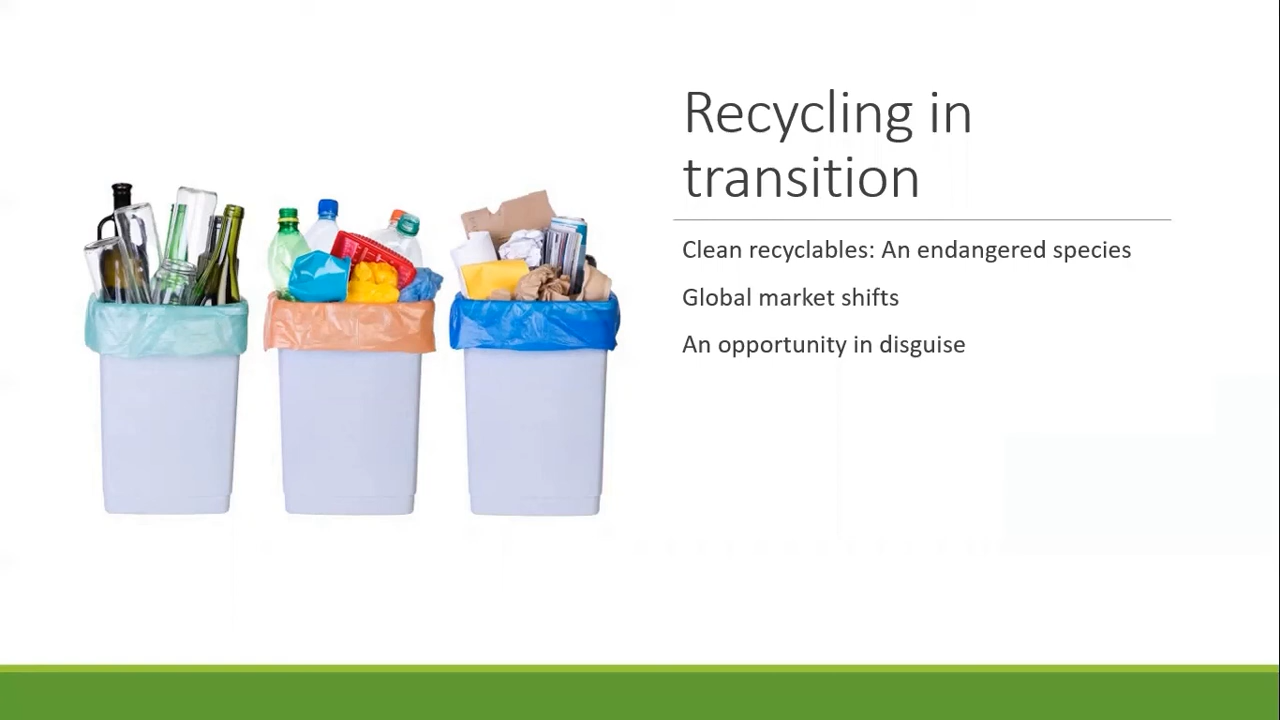 Recycling in
transition
Clean recyclables: An endangered species
Global market shifts
An opportunity in disguise